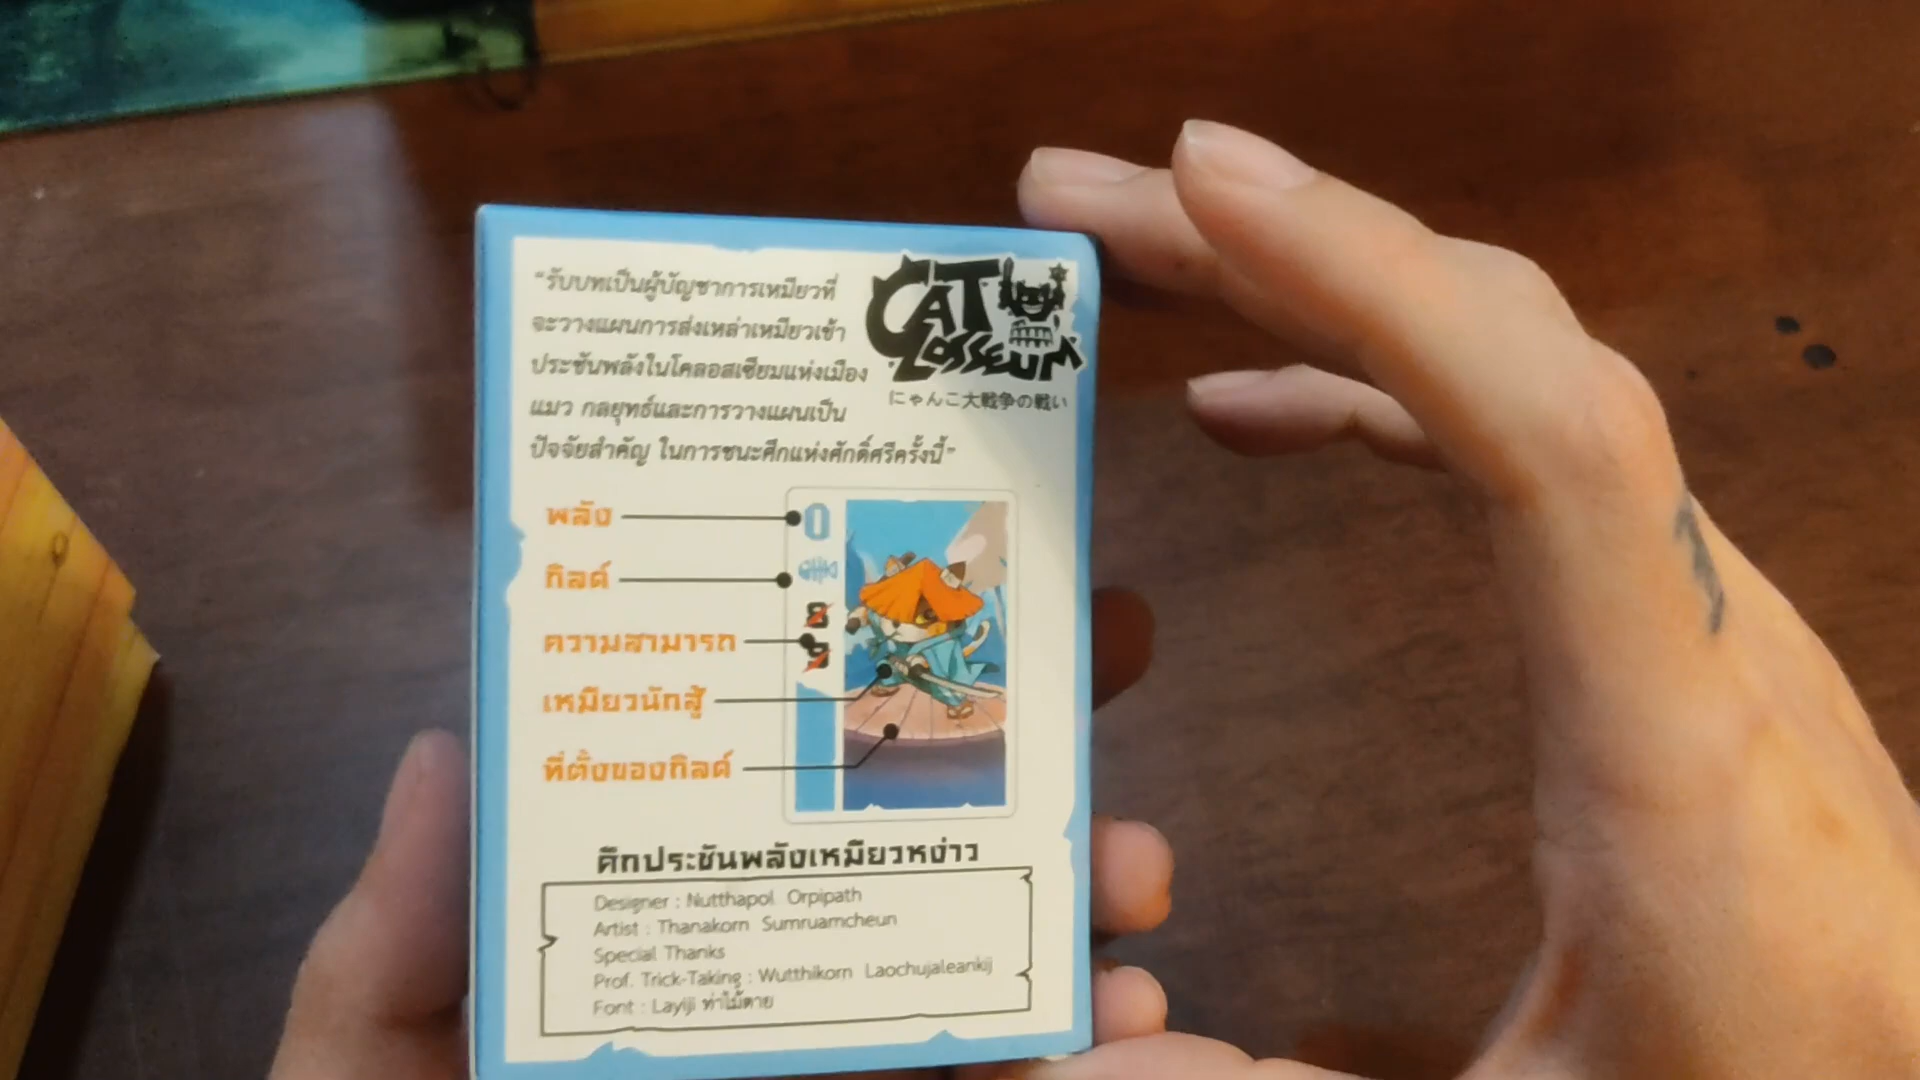 “รับบทเป็นผู้บัญชาการเหมียวที่
จะวางแผนการส่งเหล่าเหมียวเข้า
ประชันพลังในโคลอสเซียมแห่งเมือง
แมว กลยุทธ์และการวางแผนเป็น
ปัจจัยสำคัญ ในการชนะศึกแห่งศักดิ์ศรีครั้งนี้”
CAT
COLOSSEUM
にゃんこ大戦争の戦い
พลัง
0
กิลด์
ความสามารถ
8
9
เหมียวนักสู้
ที่ตั้งของกิลด์
ศึกประชันพลังเหมียวหง่าว
Designer : Nutthapol Orpipath
Artist : Thanakorn Sumruamcheun
Special Thanks
Prof. Trick-Taking : Wutthikorn Laochujaleankij
Font : Layiji ท่าไม้ตาย